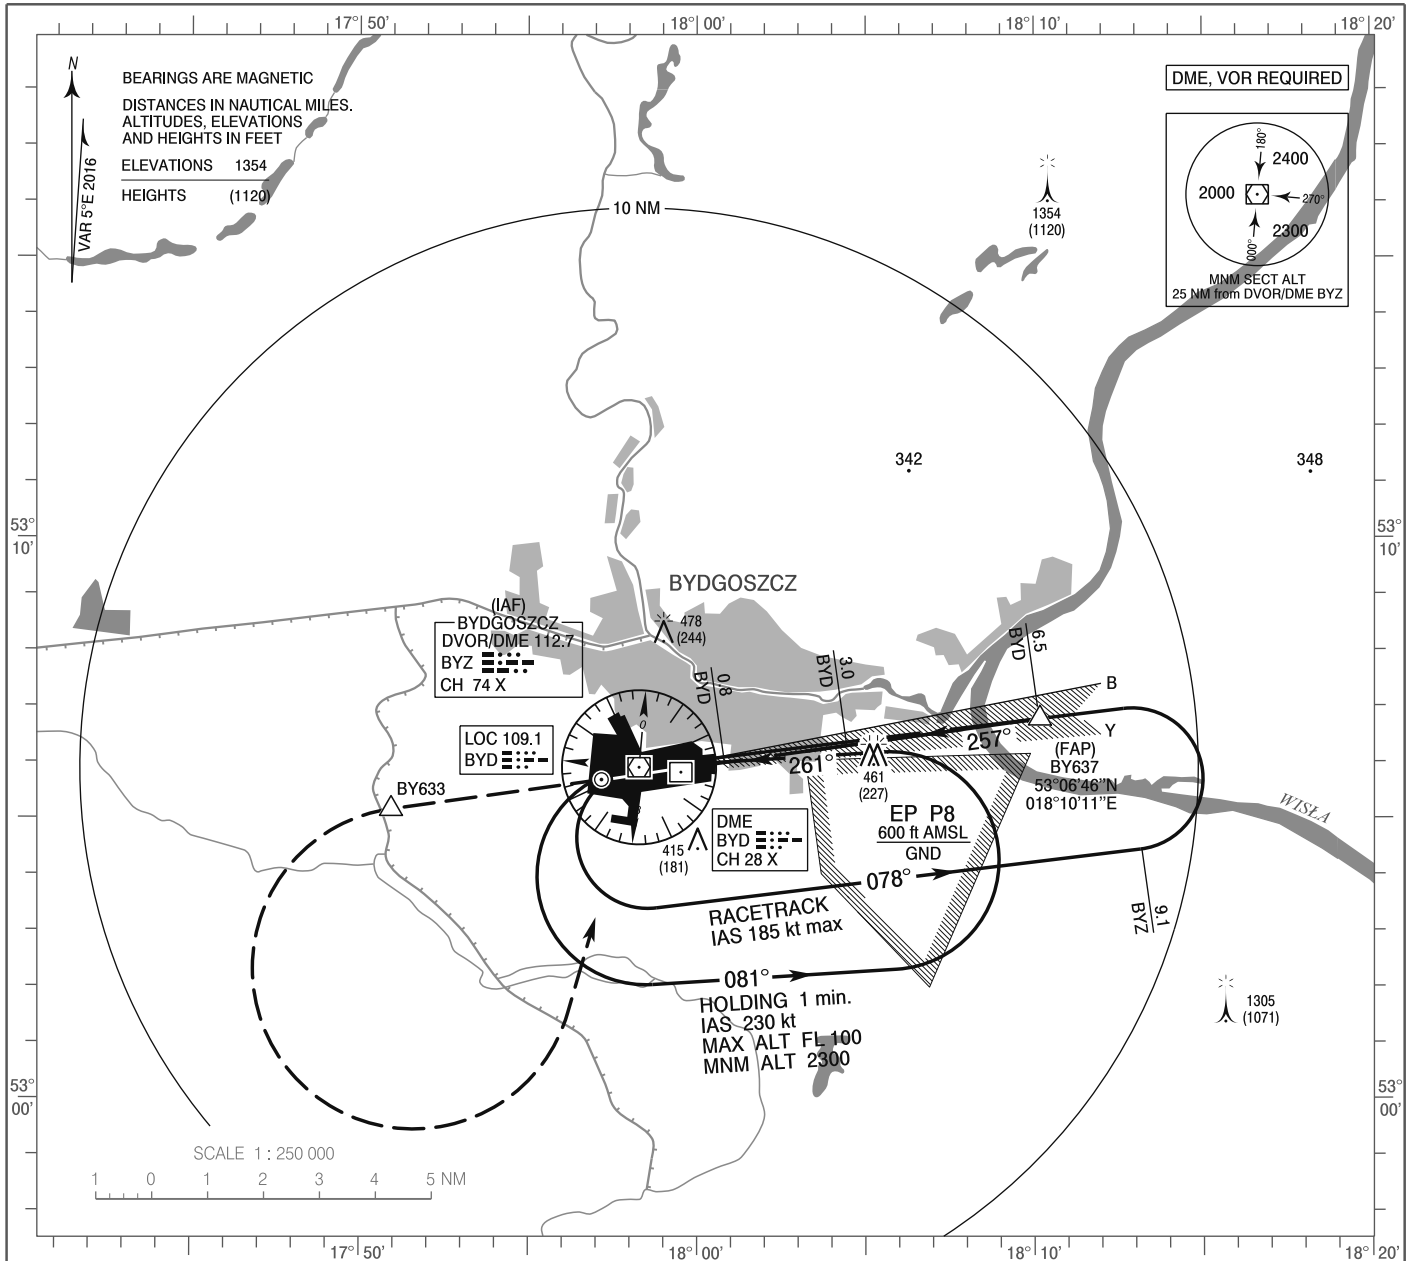 17° 50'
18° 00'
18° 10'
18° 20'
N
VAR 5°E 2016
BEARINGS ARE MAGNETIC
DISTANCES IN NAUTICAL MILES.
ALTITUDES, ELEVATIONS
AND HEIGHTS IN FEET
ELEVATIONS 1354
HEIGHTS (1120)
DME, VOR REQUIRED
180°
2400
2000
270°
2300
000°
MNM SECT ALT
25 NM from DVOR/DME BYZ
1354
(1120)
10 NM
342
348
53°
10'
53°
10'
BYDGOSZCZ
(IAF)
BYDGOSZCZ
DVOR/DME 112.7
BYZ
CH 74 X
478
(244)
0.8
BYD
3.0
BYD
6.5
BYD
B
Y
LOC 109.1
BYD
0
261°
257°
(FAP)
BY637
53°06'46"N
018°10'11"E
BY633
461
(227)
WISŁA
415
(181)
DME
BYD
CH 28 X
EP P8
600 ft AMSL
GND
078°
RACETRACK
IAS 185 kt max
9.1
BYZ
081°
HOLDING 1 min.
IAS 230 kt
MAX ALT FL 100
MNM ALT 2300
1305
(1071)
53°
00'
53°
00'
SCALE 1 : 250 000
1 0 1 2 3 4 5 NM
17° 50'
18° 00'
18° 10'
18° 20'